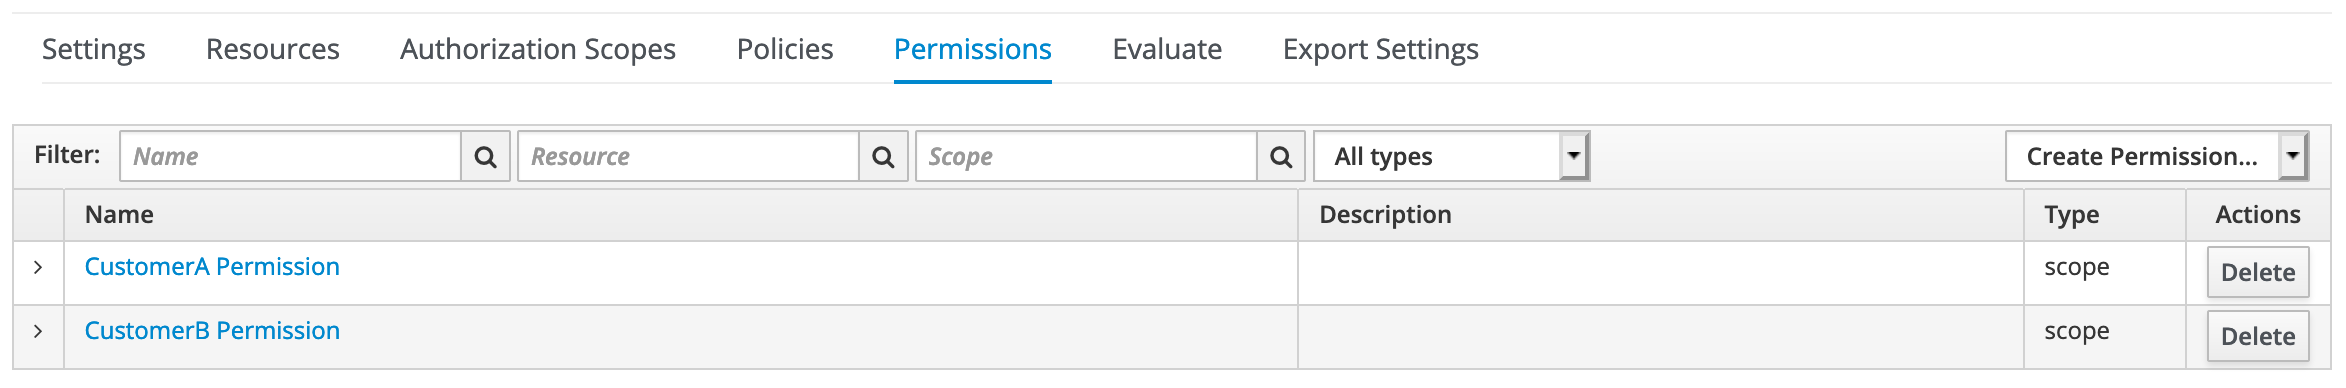 Settings Resources Authorization Scopes Policies Permissions Evaluate Export Settings
Filter: Name Resource Scope All types Create Permission...
Name Description Type Actions
CustomerA Permission scope Delete
CustomerB Permission scope Delete